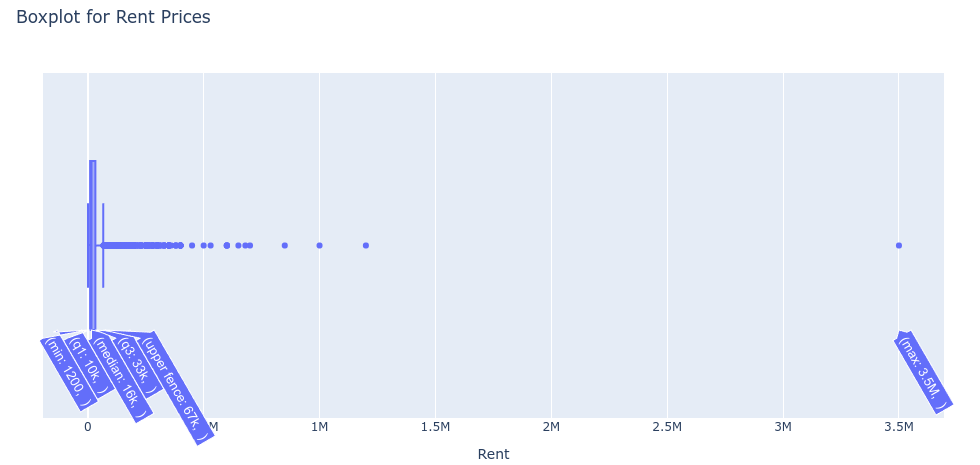 Boxplot for Rent Prices
(min: 1200, )
(q1: 10k, )
(median: 16k, )
(q3: 33k, )
(upper fence: 67k, )
(max: 3.5M, )
0
1M
1.5M
2M
2.5M
3M
3.5M
Rent